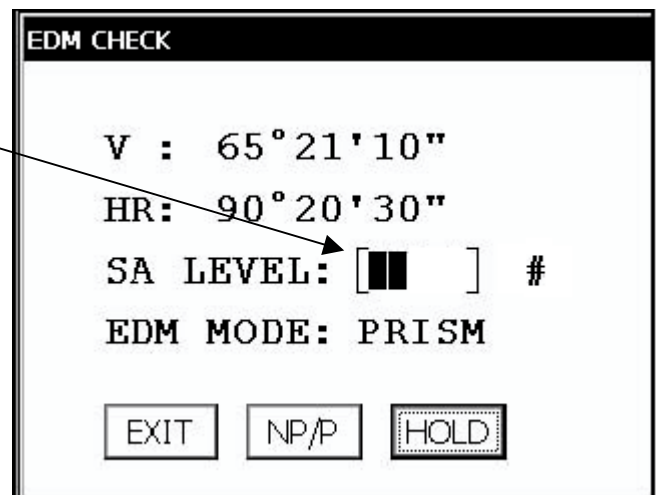 EDM CHECK
V : 65°21'10"
HR: 90°20'30"
SA LEVEL: [██ ] #
EDM MODE: PRISM
EXIT NP/P HOLD